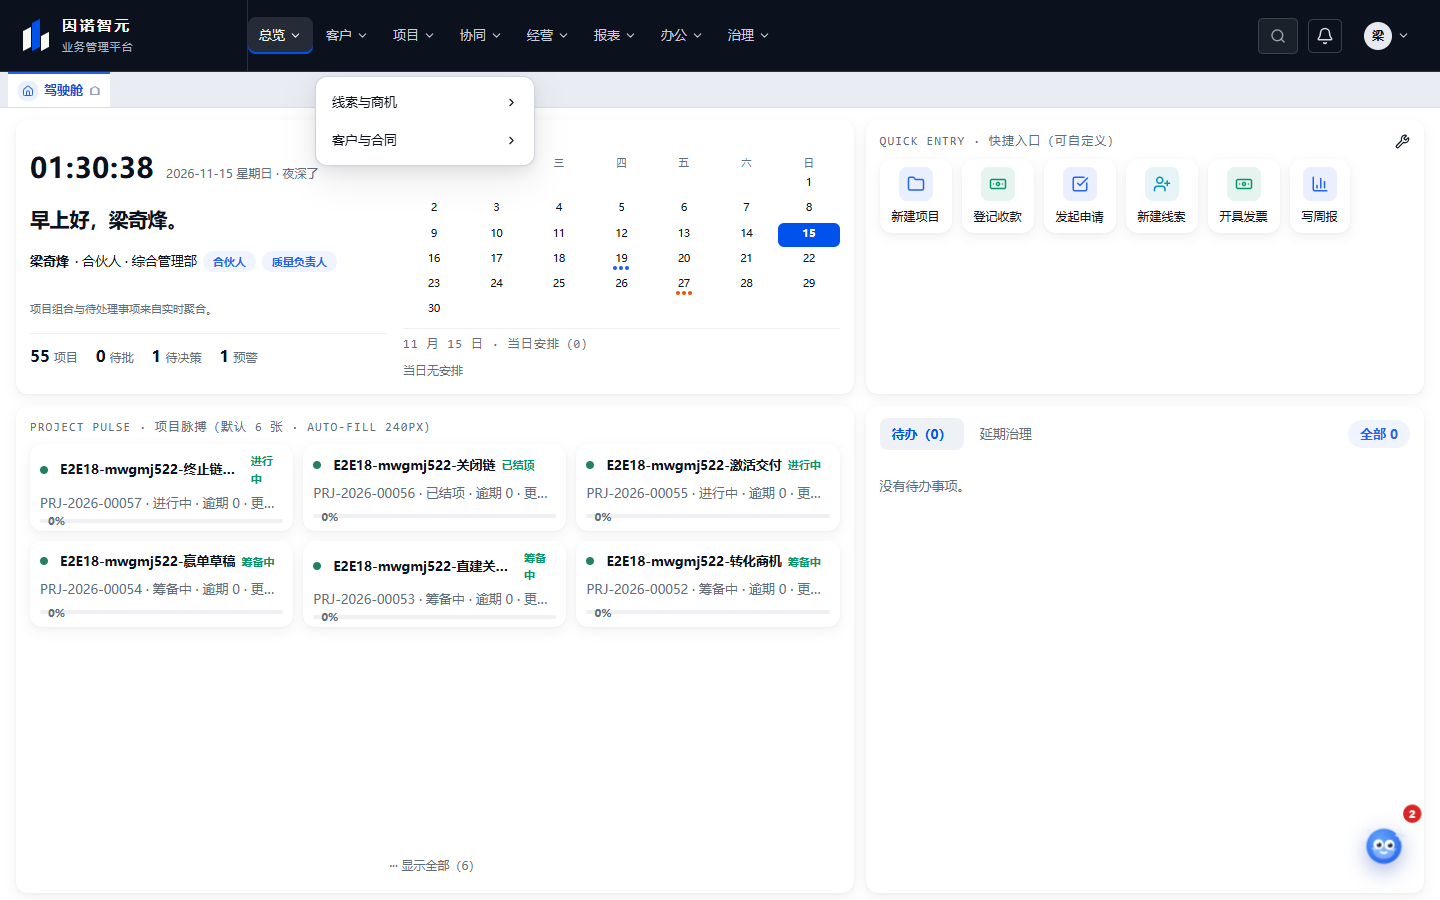 因诺智元
业务管理平台
总览 客户 项目 协同 经营 报表 办公 治理
梁
驾驶舱
线索与商机
客户与合同
01:30:38 2026-11-15 星期日 · 夜深了
早上好，梁奇烽。
梁奇烽 · 合伙人 · 综合管理部 合伙人 质量负责人
项目组合与待处理事项来自实时聚合。
55 项目 0 待批 1 待决策 1 预警
三 四 五 六 日
1
2 3 4 5 6 7 8
9 10 11 12 13 14 15
16 17 18 19 20 21 22
23 24 25 26 27 28 29
30
11 月 15 日 · 当日安排 (0)
当日无安排
QUICK ENTRY · 快捷入口 (可自定义)
新建项目 登记收款 发起申请 新建线索 开具发票 写周报
PROJECT PULSE · 项目脉搏 (默认 6 张 · AUTO-FILL 240PX)
E2E18-mwgmj522-终止链... 进行中
PRJ-2026-00057 · 进行中 · 逾期 0 · 更...
0%
E2E18-mwgmj522-关闭链 已结项
PRJ-2026-00056 · 已结项 · 逾期 0 · 更...
0%
E2E18-mwgmj522-激活交付 进行中
PRJ-2026-00055 · 进行中 · 逾期 0 · 更...
0%
E2E18-mwgmj522-赢单草稿 筹备中
PRJ-2026-00054 · 筹备中 · 逾期 0 · 更...
0%
E2E18-mwgmj522-直建关... 筹备中
PRJ-2026-00053 · 筹备中 · 逾期 0 · 更...
0%
E2E18-mwgmj522-转化商机 筹备中
PRJ-2026-00052 · 筹备中 · 逾期 0 · 更...
0%
··· 显示全部（6）
待办（0） 延期治理 全部 0
没有待办事项。
2